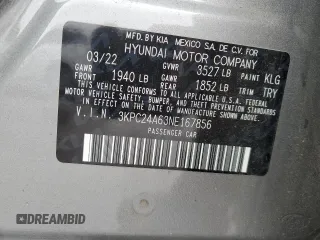 MFD.BY KIA MEXICO SA DE C.V. FOR
HYUNDAI MOTOR COMPANY
03/22 GVWR 3527LB PAINT KLG
GAWR FRONT 1940 LB GAWR REAR 1852 LB TRIM TRY
THIS VEHICLE CONFORMS TO ALL APPLICABLE
U.S. FEDERAL MOTOR VEHICLE SAFETY, BUMPER,
AND THEFT PREVENTION STANDARDS IN EFFECT ON
THE DATE OF MANUFACTURE SHOWN ABOVE.
V.I.N. 3KPC24A63NE167856
PASSENGER CAR
DREAMBID